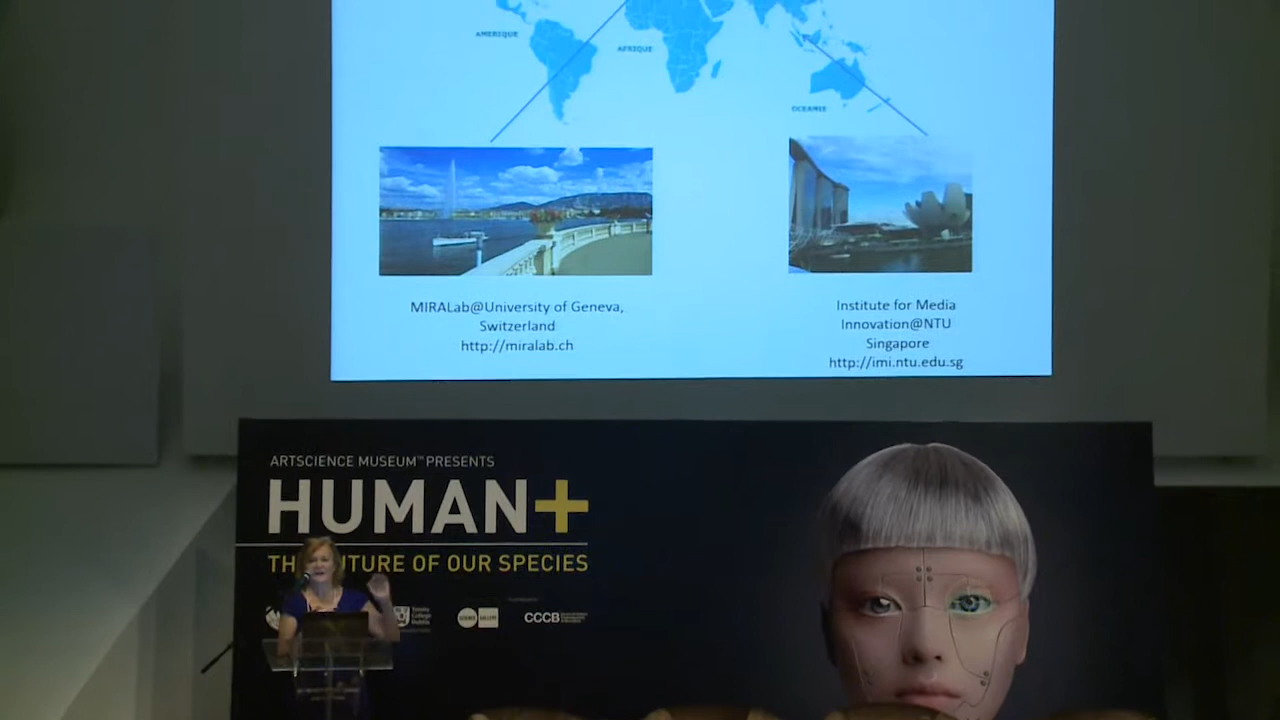 AMERIQUE
AFRIQUE
OCEANIE
MIRALab@University of Geneva,
Switzerland
http://miralab.ch
Institute for Media
Innovation@NTU
Singapore
http://imi.ntu.edu.sg
ARTSCIENCE MUSEUM™ PRESENTS
HUMAN+
TH UTURE OF OUR SPECIES
CCCB